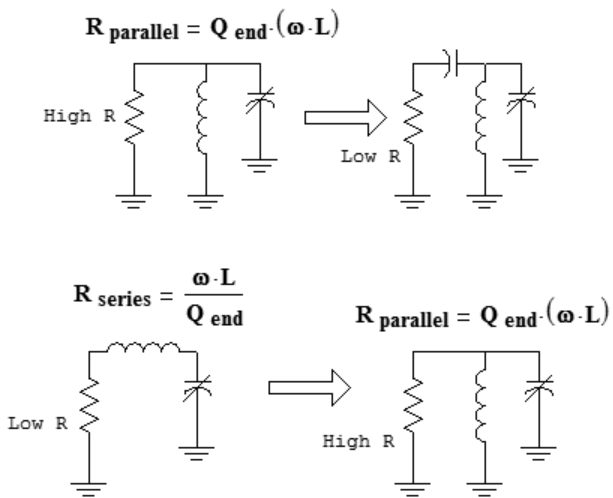 R parallel = Q end · (ω · L)
High R
Low R
R series = ω · L / Q end
R parallel = Q end · (ω · L)
Low R
High R